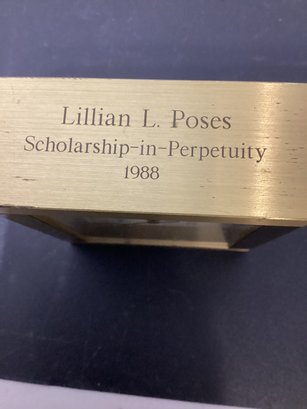 Lillian L. Poses
Scholarship-in-Perpetuity
1988